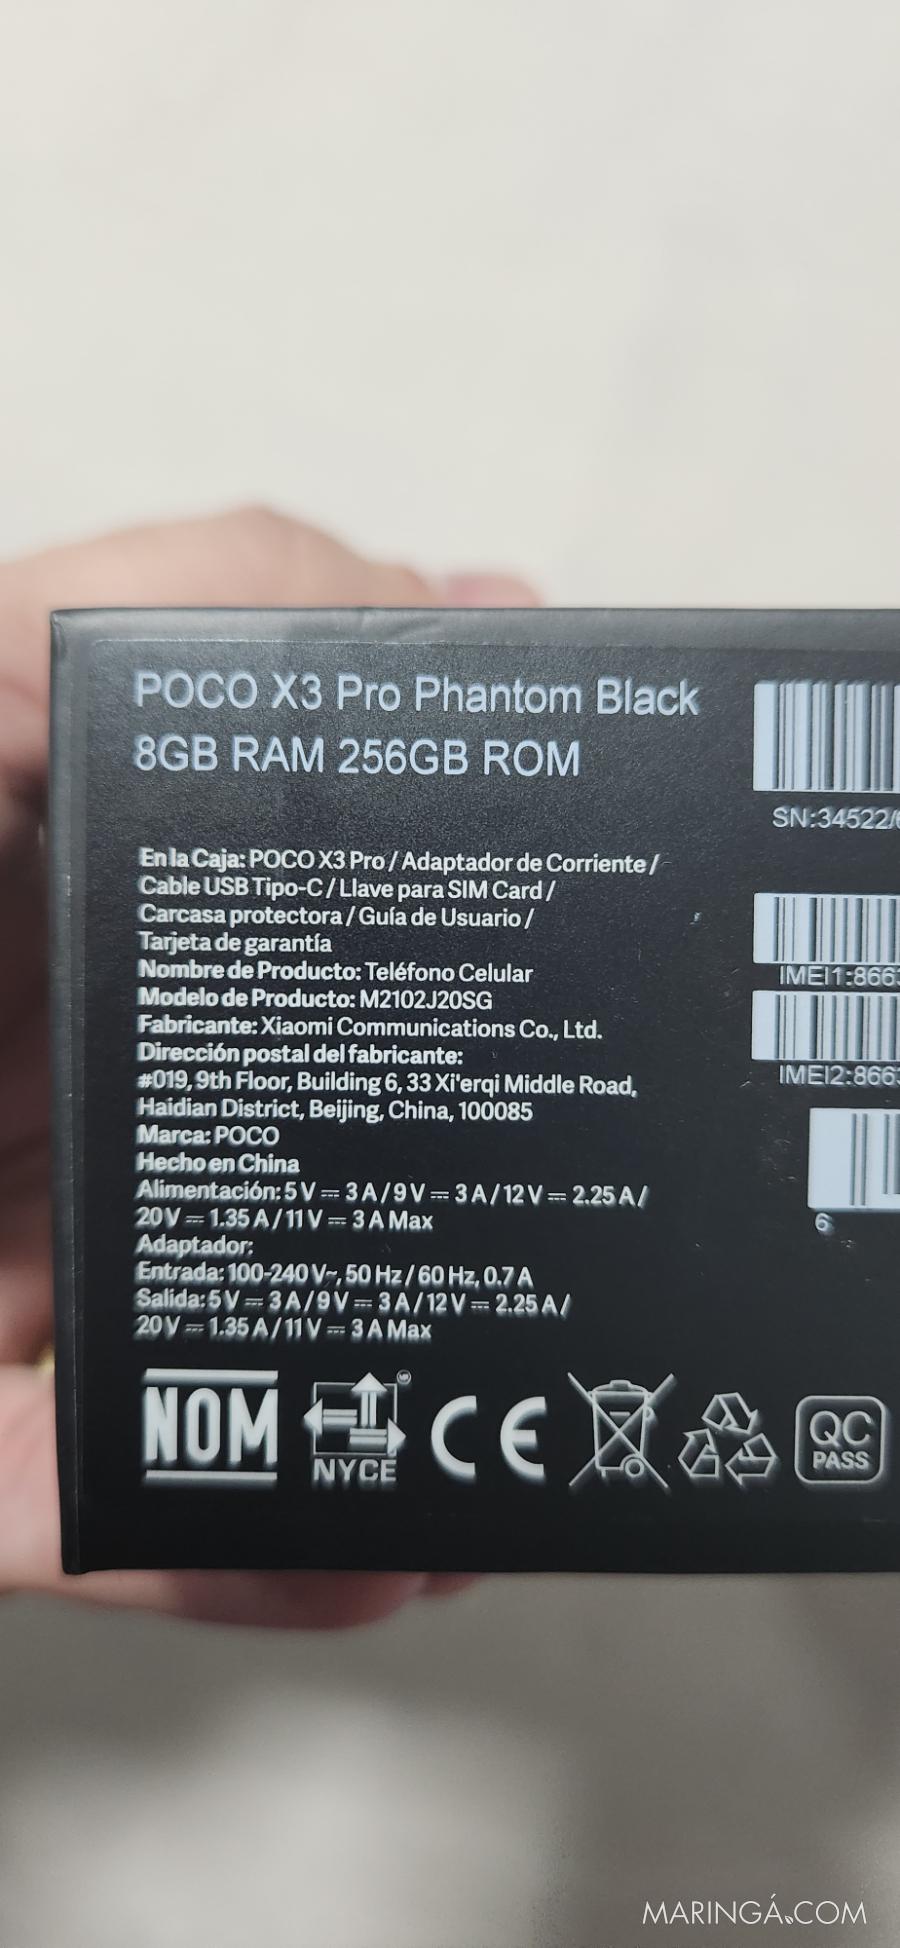 POCO X3 Pro Phantom Black
8GB RAM 256GB ROM
En la Caja: POCO X3 Pro / Adaptador de Corriente /
Cable USB Tipo-C / Llave para SIM Card /
Carcasa protectora / Guía de Usuario /
Tarjeta de garantía
Nombre de Producto: Teléfono Celular
Modelo de Producto: M2102J20SG
Fabricante: Xiaomi Communications Co., Ltd.
Dirección postal del fabricante:
#019, 9th Floor, Building 6, 33 Xi'erqi Middle Road,
Haidian District, Beijing, China, 100085
Marca: POCO
Hecho en China
Alimentación: 5 V ⎓ 3 A / 9 V ⎓ 3 A / 12 V ⎓ 2.25 A /
20 V ⎓ 1.35 A / 11 V ⎓ 3 A Max
Adaptador:
Entrada: 100-240 V~, 50 Hz / 60 Hz, 0.7 A
Salida: 5 V ⎓ 3 A / 9 V ⎓ 3 A / 12 V ⎓ 2.25 A /
20 V ⎓ 1.35 A / 11 V ⎓ 3 A Max
NOM
NYCE
CE
QC
PASS
SN:34522/
IMEI1:866
IMEI2:866
6
MARINGÁ.COM